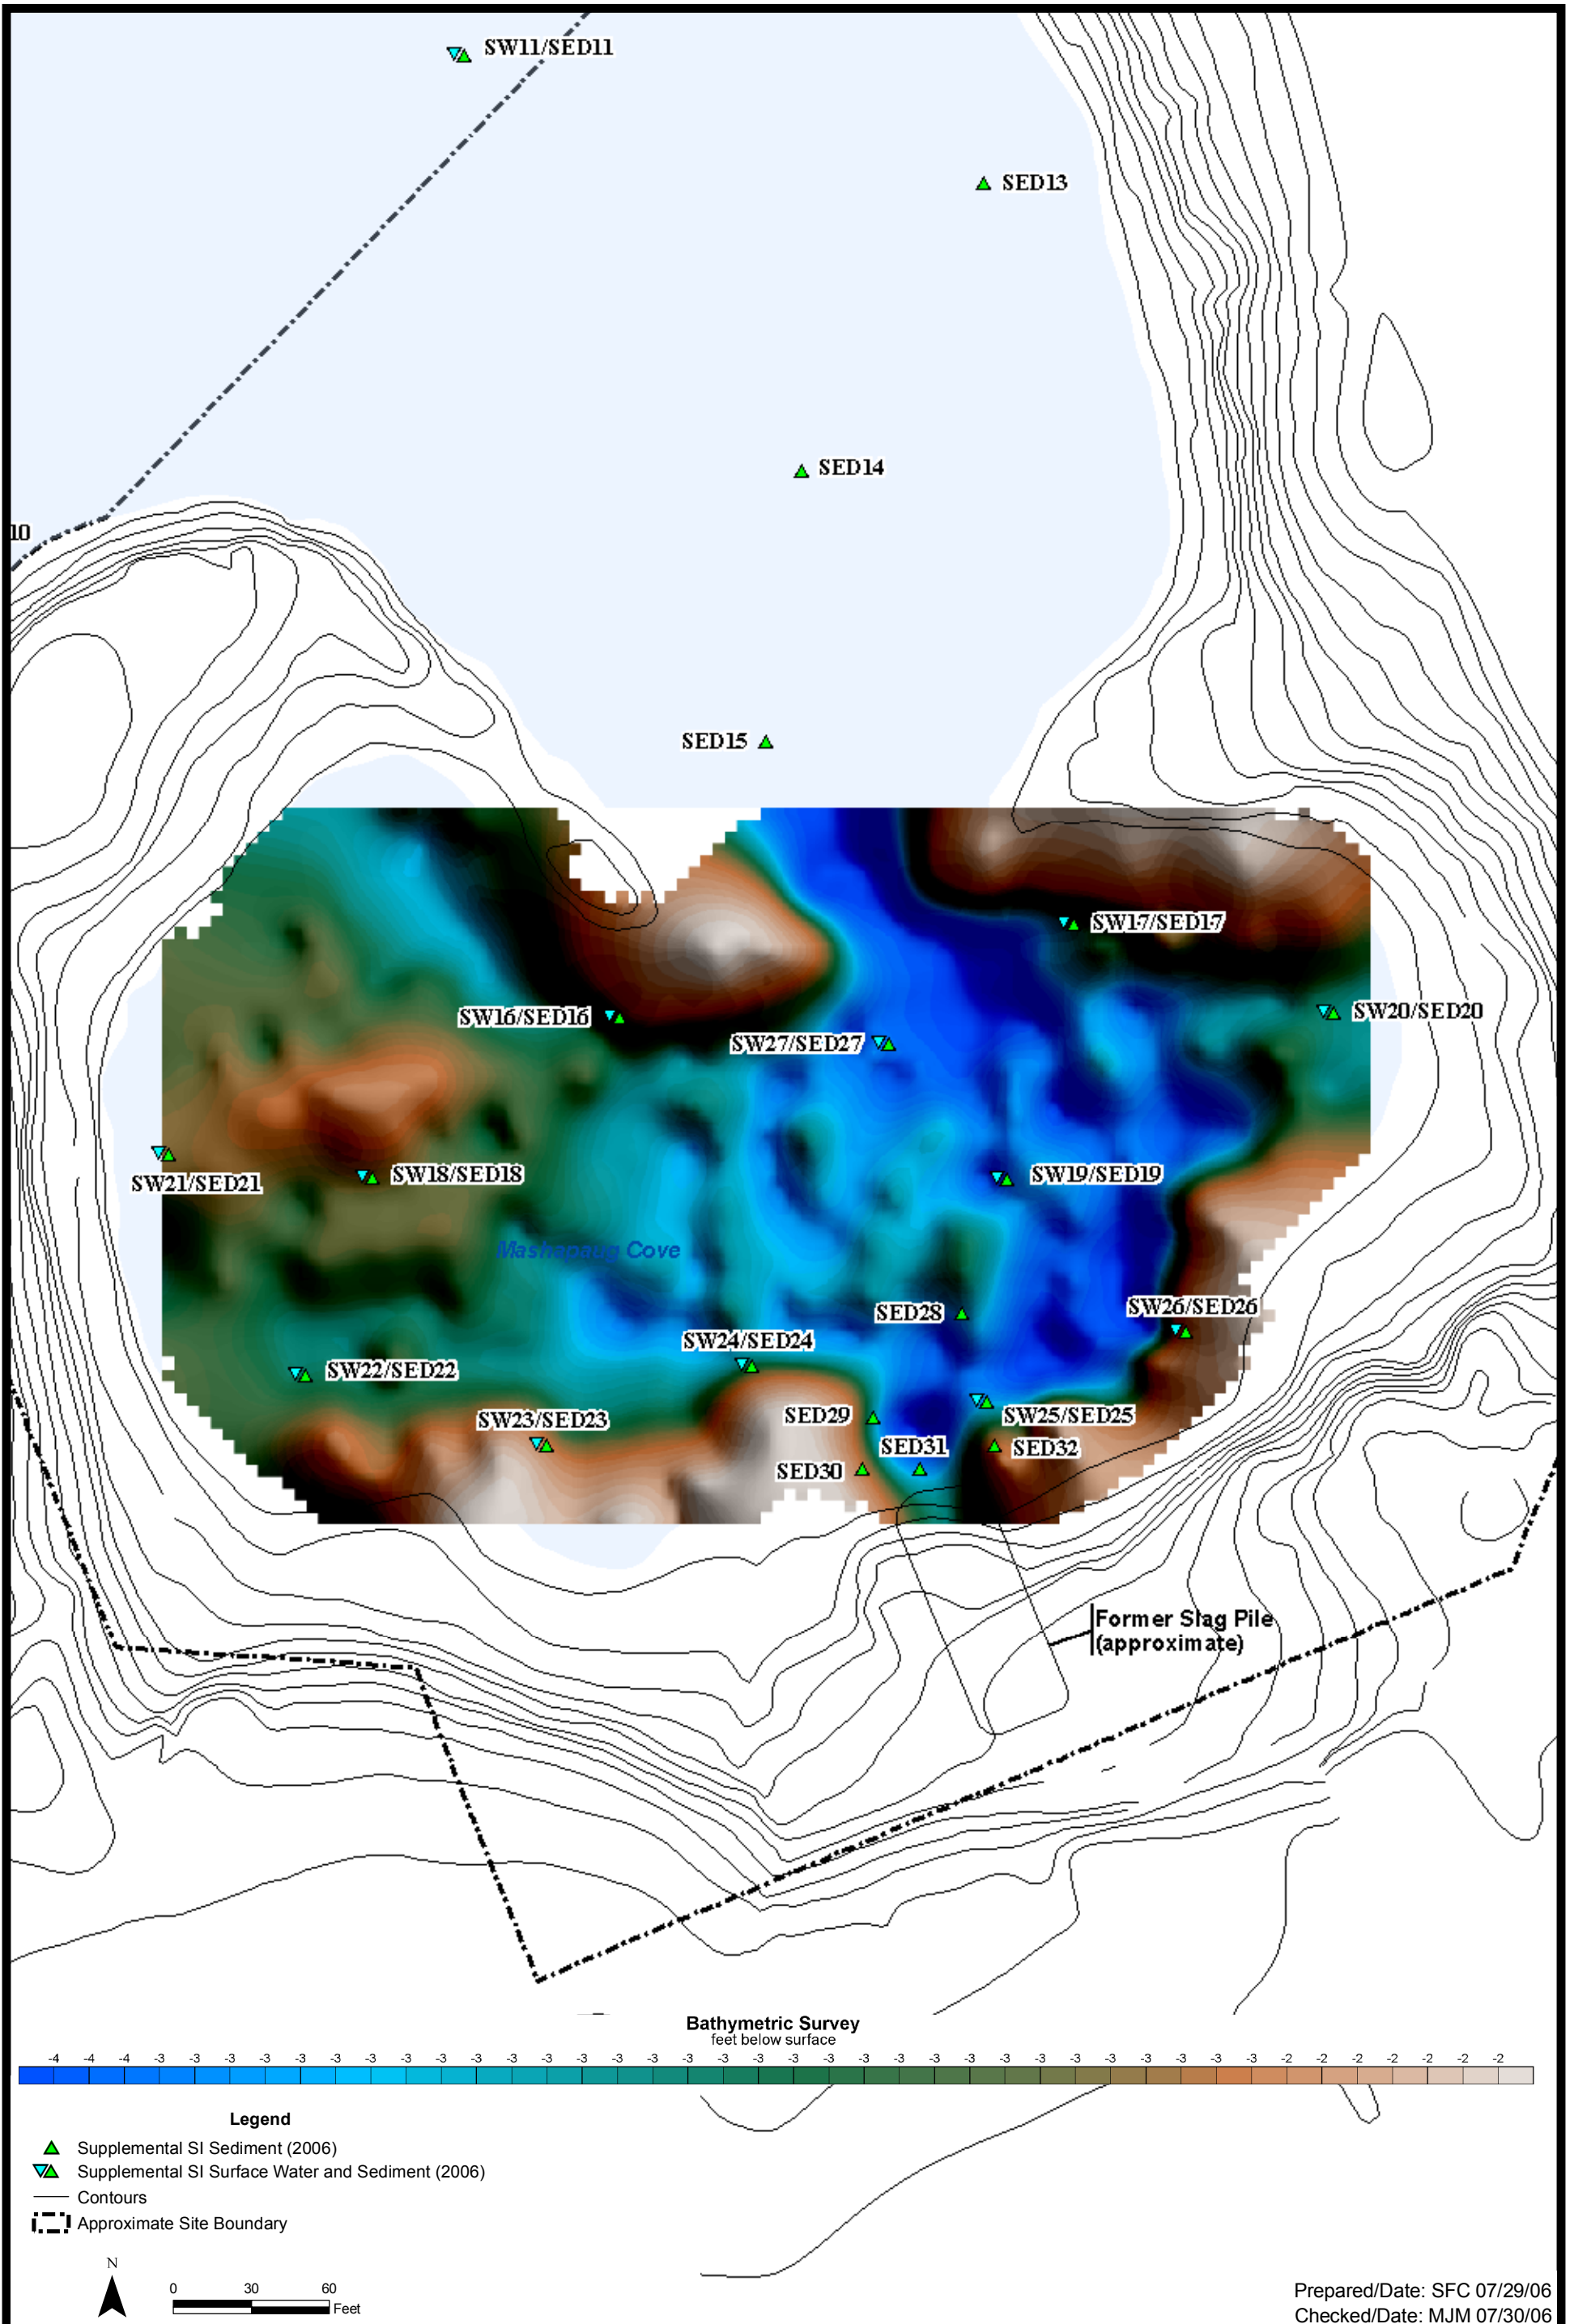 SW11/SED11
SED13
SED14
10
SED15
SW17/SED17
SW16/SED16
SW20/SED20
SW27/SED27
SW21/SED21
SW18/SED18
SW19/SED19
Mashapaug Cove
SED28
SW26/SED26
SW24/SED24
SW22/SED22
SW23/SED23
SED29
SW25/SED25
SED31
SED32
SED30
Former Slag Pile
(approximate)
Bathymetric Survey
feet below surface
-4 -4 -4 -3 -3 -3 -3 -3 -3 -3 -3 -3 -3 -3 -3 -3 -3 -3 -3 -3 -3 -3 -3 -3 -3 -3 -3 -3 -3 -3 -3 -3 -3 -3 -3 -2 -2 -2 -2 -2 -2 -2
Legend
Supplemental SI Sediment (2006)
Supplemental SI Surface Water and Sediment (2006)
Contours
Approximate Site Boundary
N
0 30 60
Feet
Prepared/Date: SFC 07/29/06
Checked/Date: MJM 07/30/06